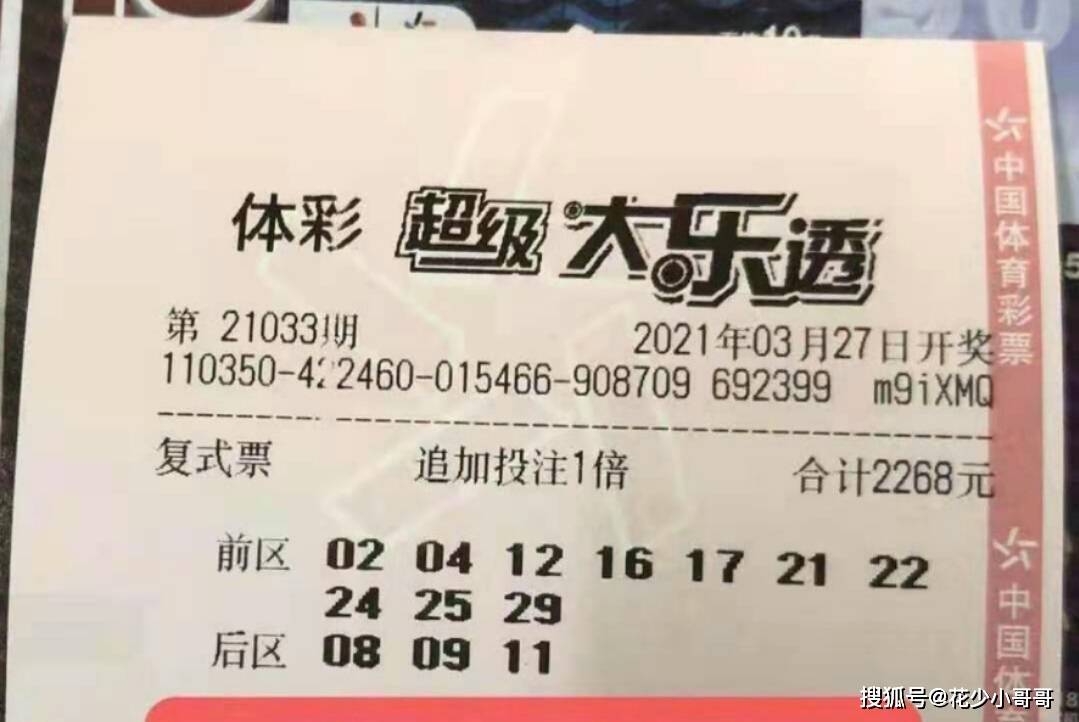 体彩 超级大乐透
第 21033期 2021年03月27日开奖
110350-422460-015466-908709 692399 m9iXMQ
复式票 追加投注1倍 合计2268元
前区 02 04 12 16 17 21 22
24 25 29
后区 08 09 11
中国体育彩票
中国体
搜狐号@花少小哥哥